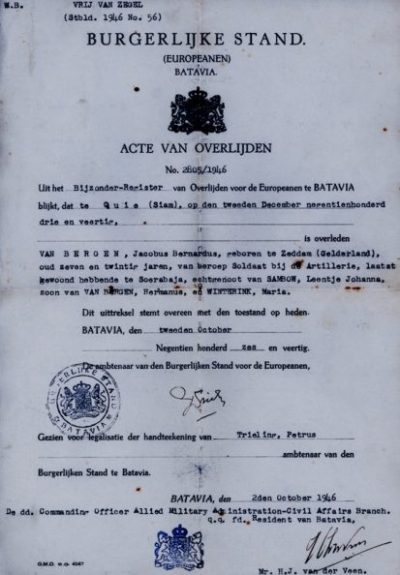 W.B. VRIJ VAN ZEGEL
(Stbld. 1946 No. 56)
BURGERLIJKE STAND.
(EUROPEANEN)
BATAVIA.
ACTE VAN OVERLIJDEN
No. 2805/1946
Uit het Bijzonder-Register van Overlijden voor de Europeanen te BATAVIA
blijkt, dat te Quie (Siam), op den tweeden December negentienhonderd
drie en veertig,
is overleden
VAN BERGEN, Jacobus Bernardus, geboren te Zeddam (Gelderland),
oud zeven en twintig jaren, van beroep Soldaat bij de Artillerie, laatst
gewoond hebbende te Soerabaja, echtgenoot van SAMBOW, Leentje Johanna,
zoon van VAN BERGEN, Hermanus, en WINTERINK, Maria.
Dit uittreksel stemt overeen met den toestand op heden.
BATAVIA, den tweeden October
Negentien honderd zes en veertig.
De ambtenaar van den Burgerlijken Stand voor de Europeanen,
BURGERLIJKE STAND
BATAVIA
Gezien voor legalisatie der handteekening van Trieling, Petrus
ambtenaar van den
Burgerlijken Stand te Batavia.
BATAVIA, den 2den October 1946
De dd. Commanding Officer Allied Military Administration-Civil Affairs Branch.
q.q. fd. Resident van Batavia,
Mr. H.J. van der Veen.